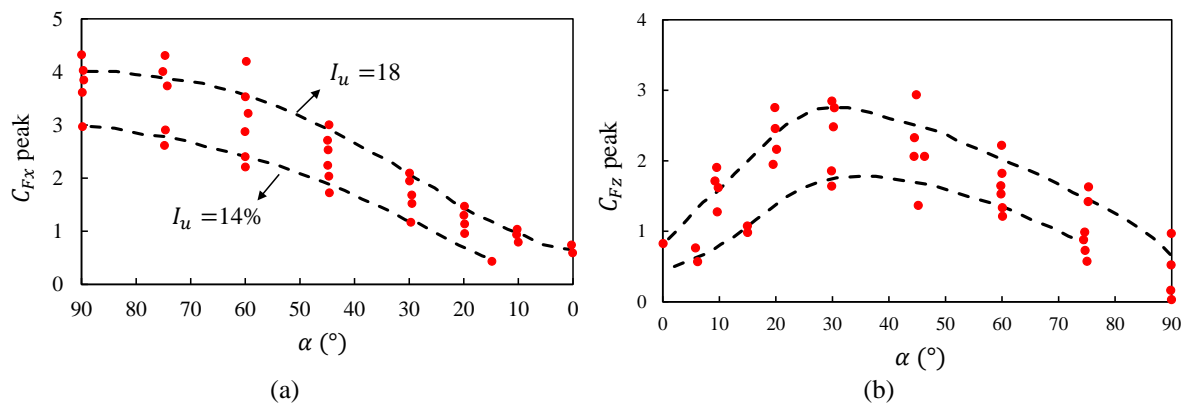 5
4
3
2
1
0
90 80 70 60 50 40 30 20 10 0
C_Fx peak
α (°)
I_u =18
I_u =14%
(a)
4
3
2
1
0
0 10 20 30 40 50 60 70 80 90
C_Fz peak
α (°)
(b)